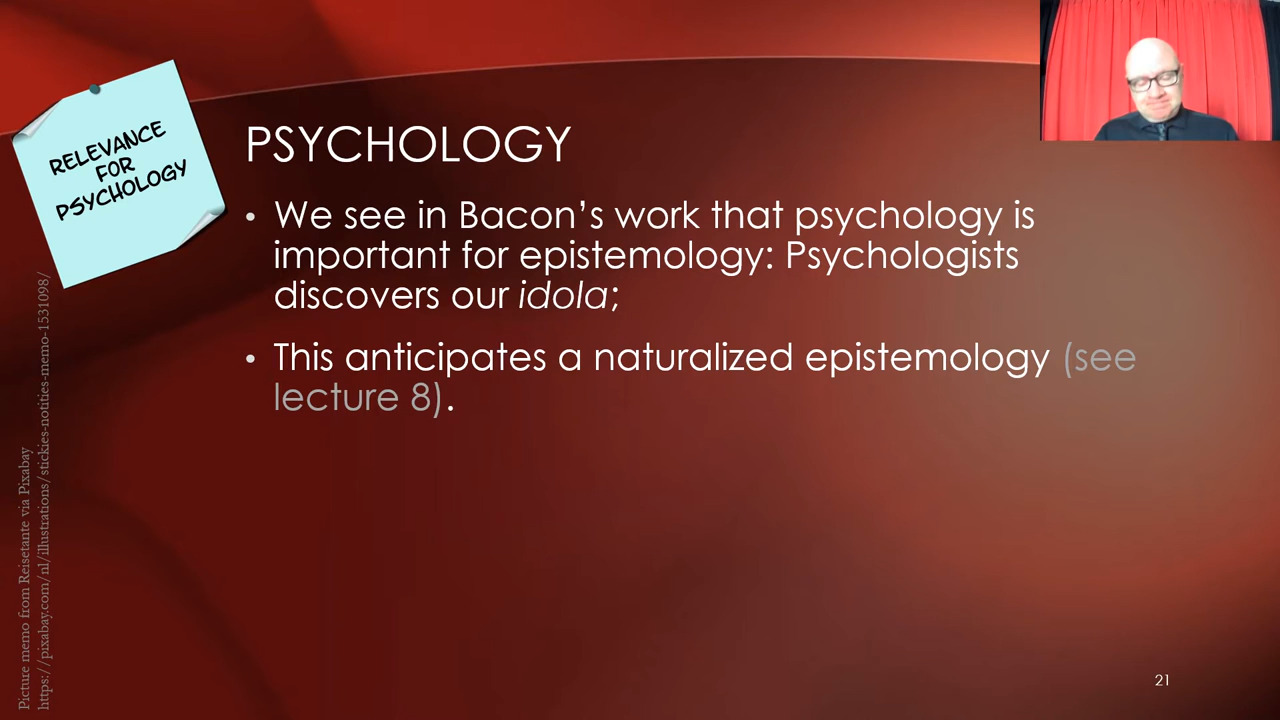 RELEVANCE
FOR
PSYCHOLOGY
PSYCHOLOGY
• We see in Bacon’s work that psychology is
important for epistemology: Psychologists
discovers our idola;
• This anticipates a naturalized epistemology (see
lecture 8).
Picture memo from Reisetante via Pixabay
https://pixabay.com/nl/illustrations/stickies-notities-memo-1531098/
21